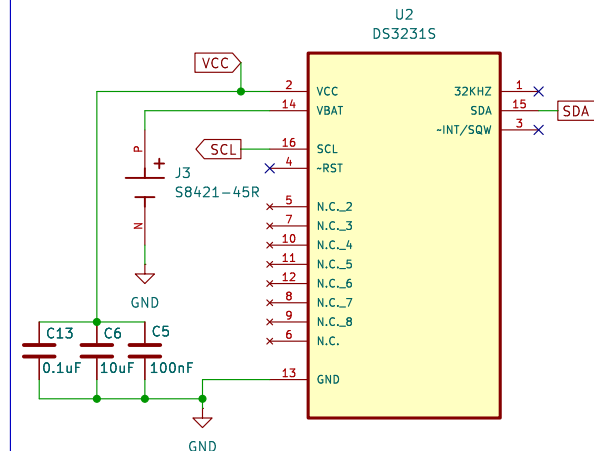 U2
DS3231S
VCC
2 VCC 32KHZ 1
14 VBAT SDA 15 SDA
~INT/SQW 3
SCL 16 SCL
4 ~RST
P
+
J3
S8421-45R
N
GND
5 N.C._2
7 N.C._3
10 N.C._4
11 N.C._5
12 N.C._6
8 N.C._7
9 N.C._8
6 N.C.
C13 C6 C5
0.1uF 10uF 100nF
13 GND
GND